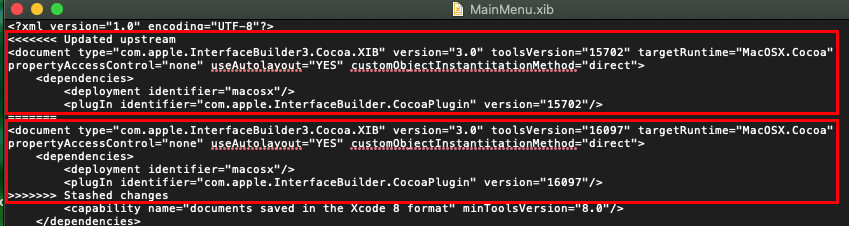 MainMenu.xib
<?xml version="1.0" encoding="UTF-8"?>
<<<<<<< Updated upstream
<document type="com.apple.InterfaceBuilder3.Cocoa.XIB" version="3.0" toolsVersion="15702" targetRuntime="MacOSX.Cocoa"
propertyAccessControl="none" useAutolayout="YES" customObjectInstantitationMethod="direct">
    <dependencies>
        <deployment identifier="macosx"/>
        <plugIn identifier="com.apple.InterfaceBuilder.CocoaPlugin" version="15702"/>
=======
<document type="com.apple.InterfaceBuilder3.Cocoa.XIB" version="3.0" toolsVersion="16097" targetRuntime="MacOSX.Cocoa"
propertyAccessControl="none" useAutolayout="YES" customObjectInstantitationMethod="direct">
    <dependencies>
        <deployment identifier="macosx"/>
        <plugIn identifier="com.apple.InterfaceBuilder.CocoaPlugin" version="16097"/>
>>>>>>> Stashed changes
        <capability name="documents saved in the Xcode 8 format" minToolsVersion="8.0"/>
    </dependencies>